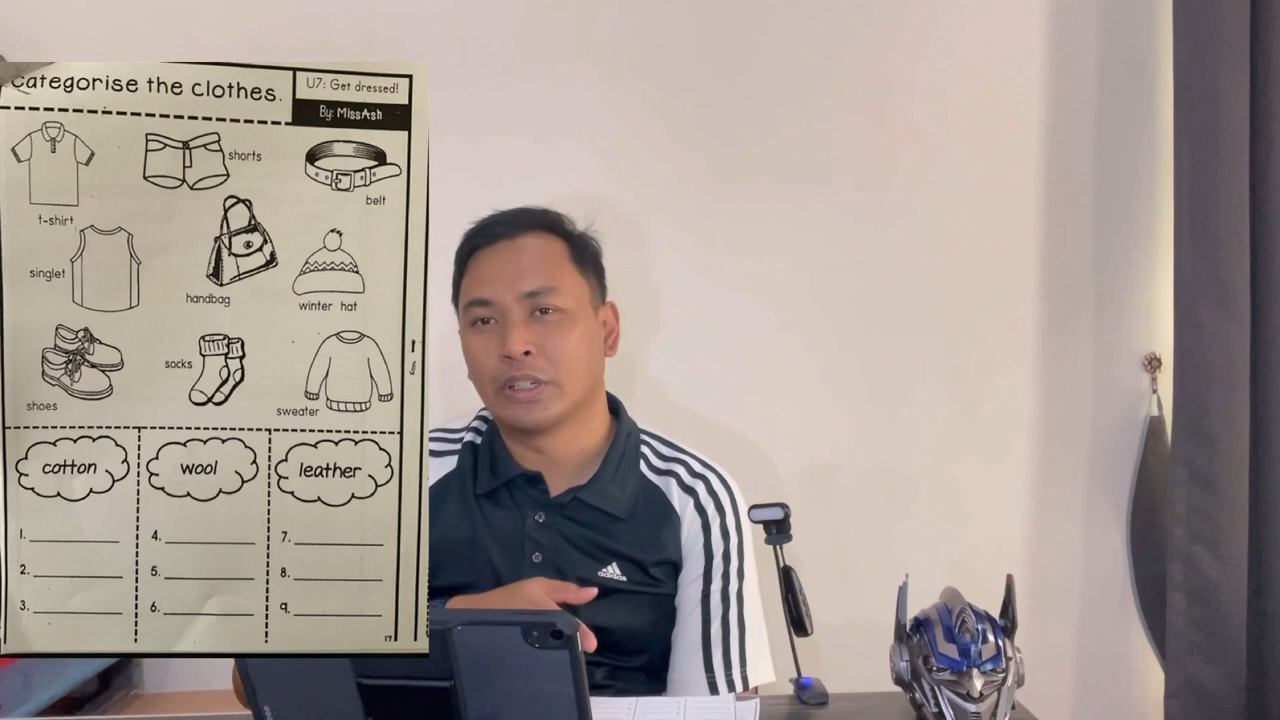 categorise the clothes.
U7: Get dressed!
By: MissAsh
t-shirt
shorts
belt
singlet
handbag
winter hat
shoes
socks
sweater
cotton
wool
leather
1.
2.
3.
4.
5.
6.
7.
8.
9.
17
adidas